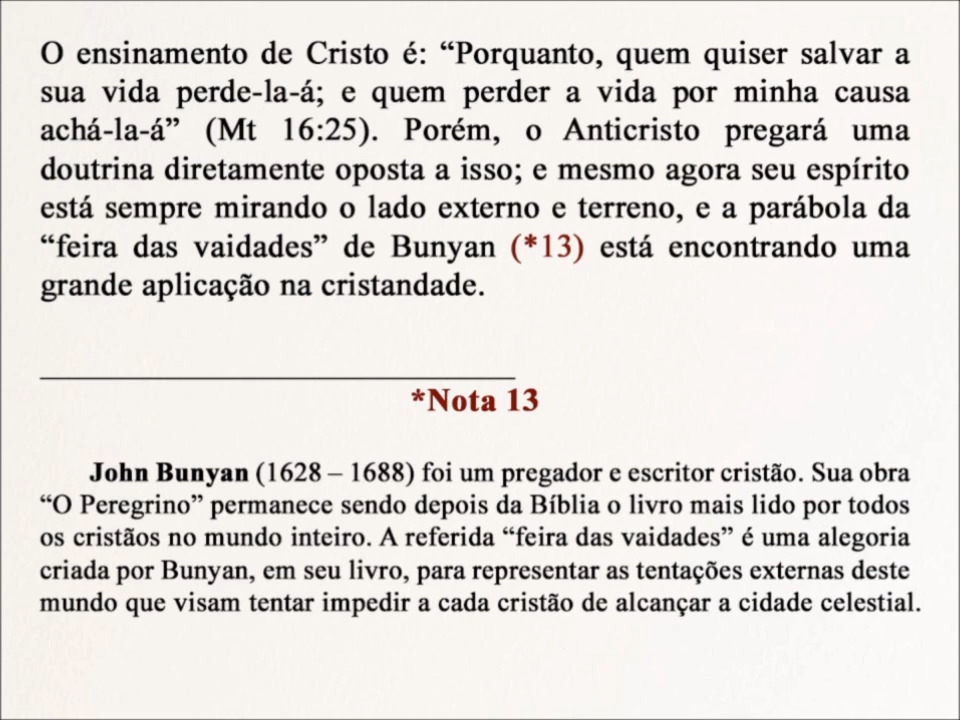 O ensinamento de Cristo é: “Porquanto, quem quiser salvar a
sua vida perde-la-á; e quem perder a vida por minha causa
achá-la-á” (Mt 16:25). Porém, o Anticristo pregará uma
doutrina diretamente oposta a isso; e mesmo agora seu espírito
está sempre mirando o lado externo e terreno, e a parábola da
“feira das vaidades” de Bunyan (*13) está encontrando uma
grande aplicação na cristandade.
*Nota 13
John Bunyan (1628 – 1688) foi um pregador e escritor cristão. Sua obra
“O Peregrino” permanece sendo depois da Bíblia o livro mais lido por todos
os cristãos no mundo inteiro. A referida “feira das vaidades” é uma alegoria
criada por Bunyan, em seu livro, para representar as tentações externas deste
mundo que visam tentar impedir a cada cristão de alcançar a cidade celestial.